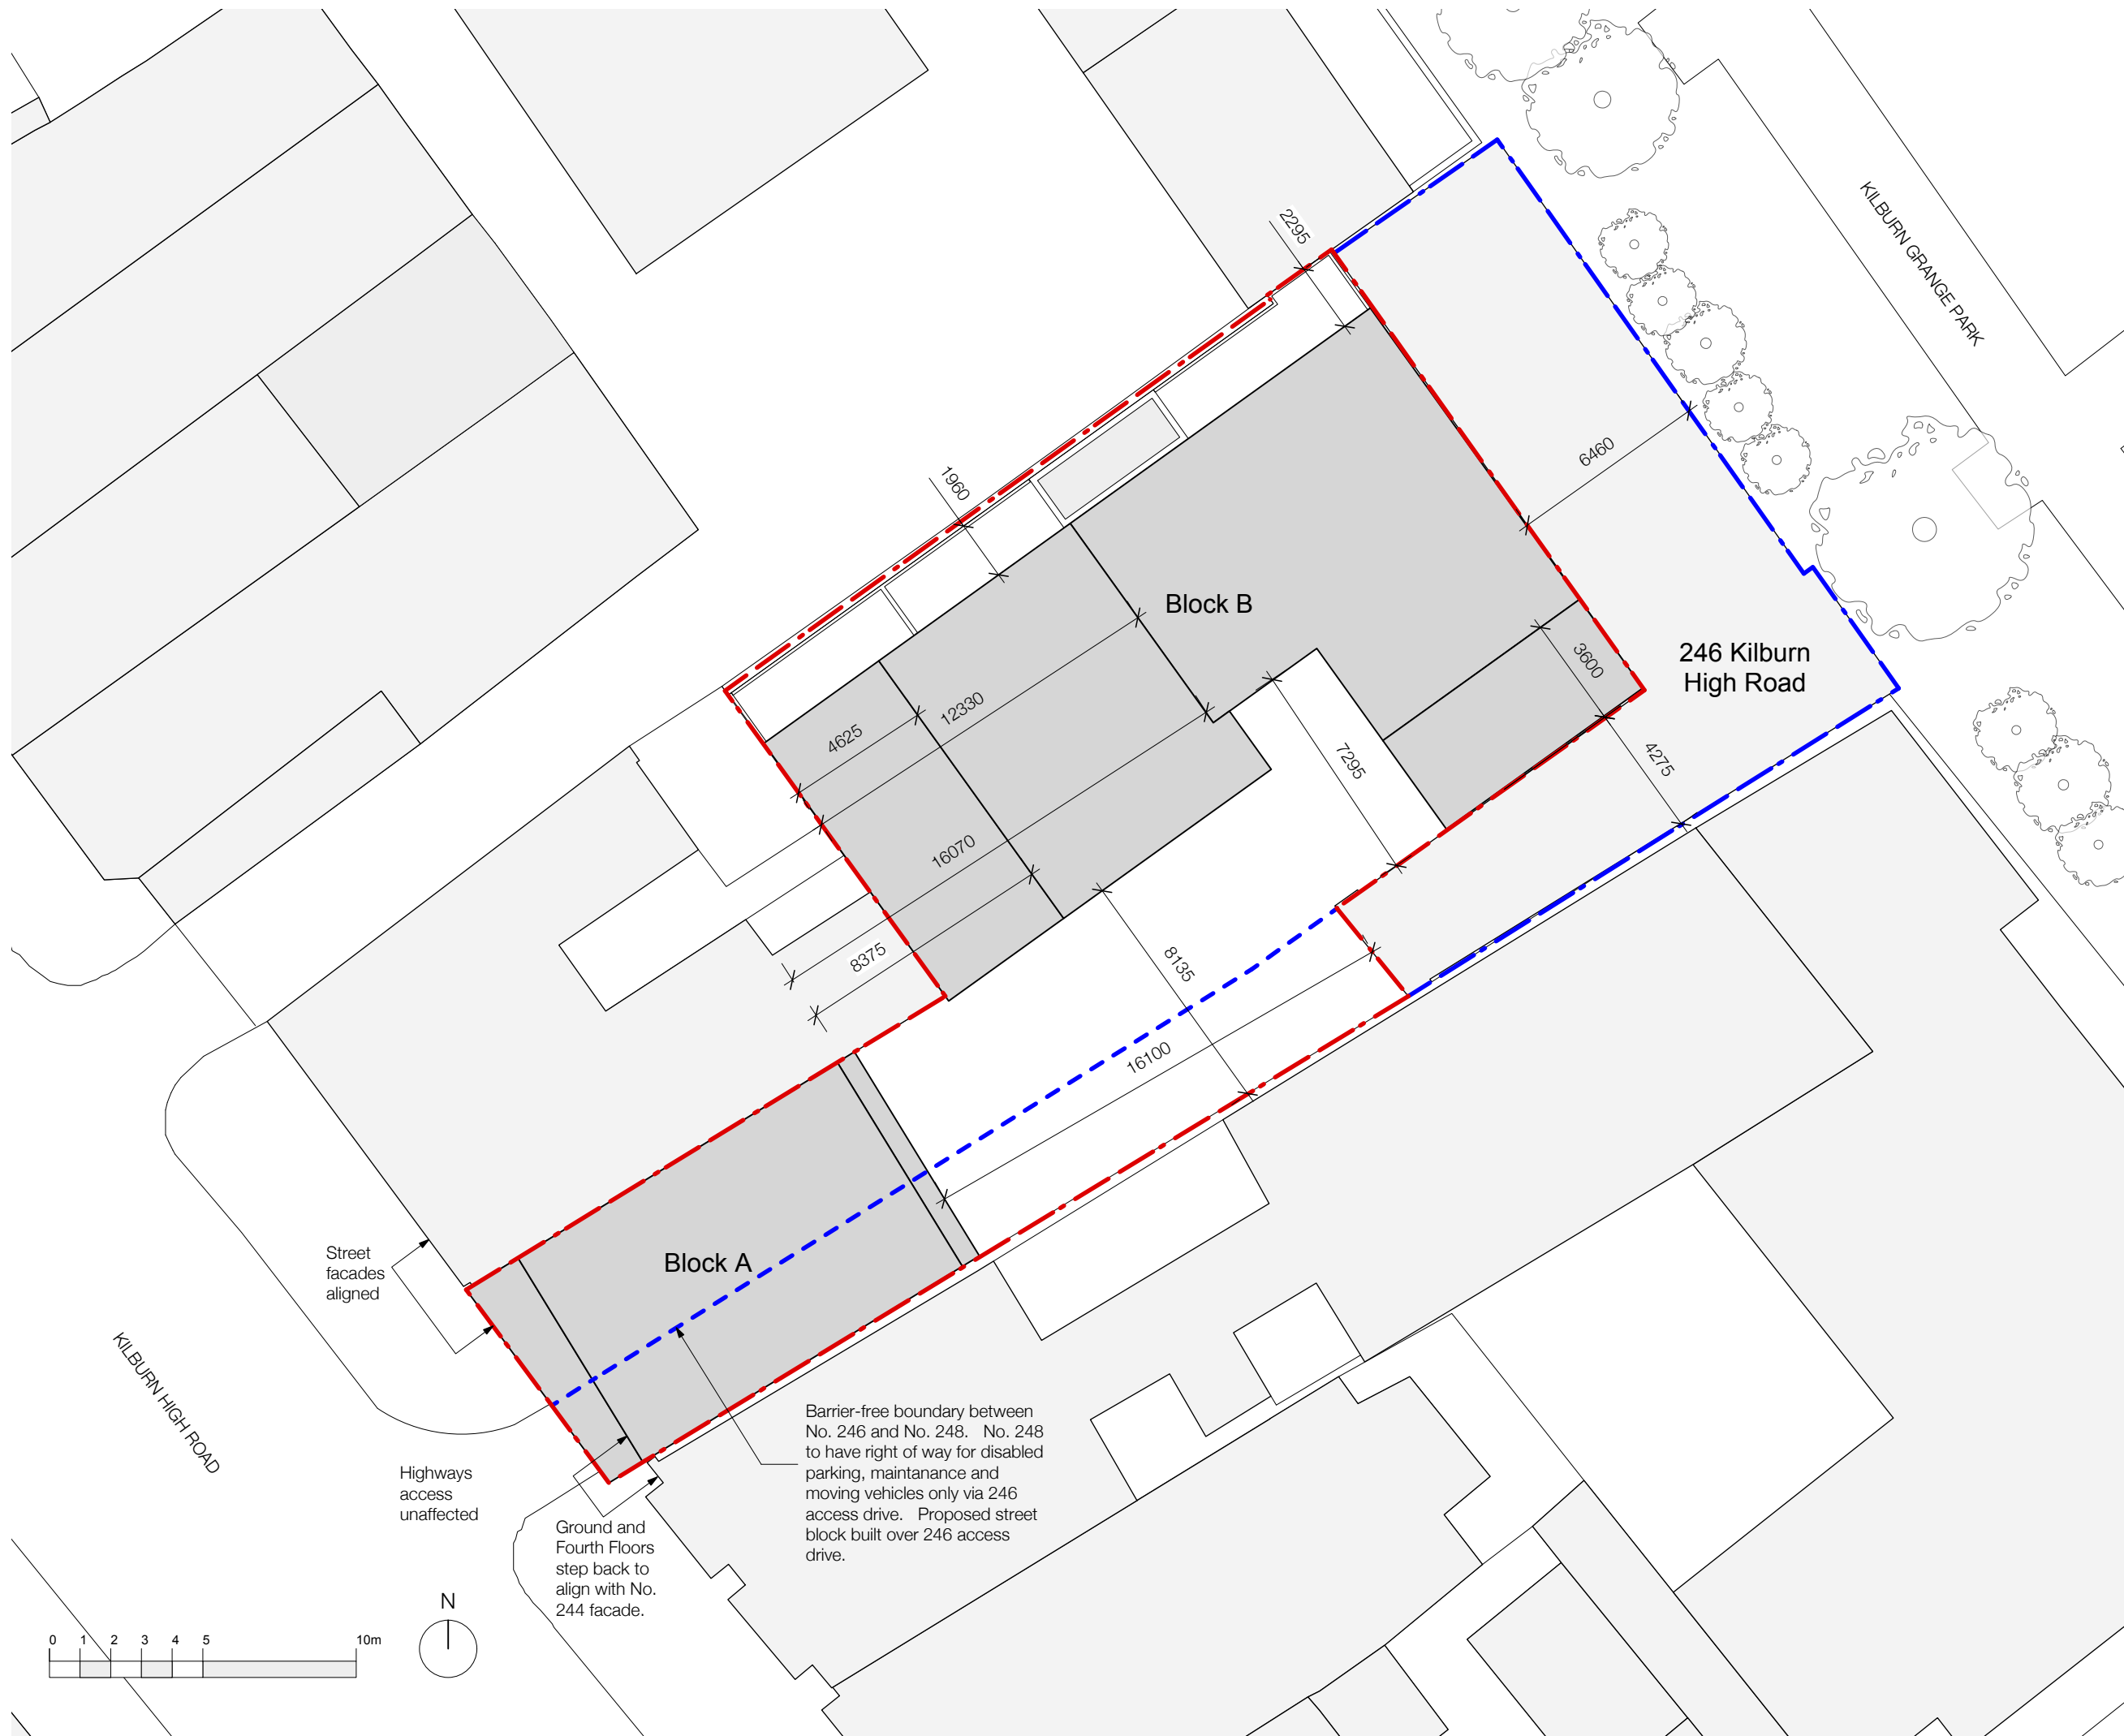 KILBURN GRANGE PARK
2295
6460
1960
Block B
246 Kilburn
High Road
3600
12330
4625
4275
7295
16070
8375
8135
16100
Street
facades
aligned
Block A
KILBURN HIGH ROAD
Barrier-free boundary between
No. 246 and No. 248. No. 248
to have right of way for disabled
parking, maintanance and
moving vehicles only via 246
access drive. Proposed street
block built over 246 access
drive.
Highways
access
unaffected
Ground and
Fourth Floors
step back to
align with No.
244 facade.
N
0 1 2 3 4 5 10m